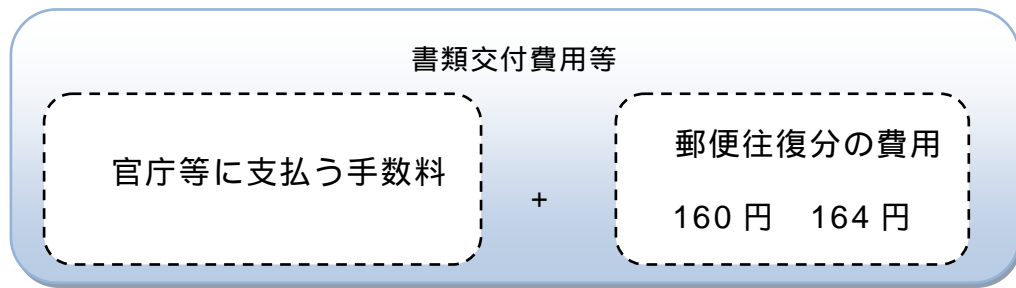 書類交付費用等
官庁等に支払う手数料
+
郵便往復分の費用
160 円　164 円